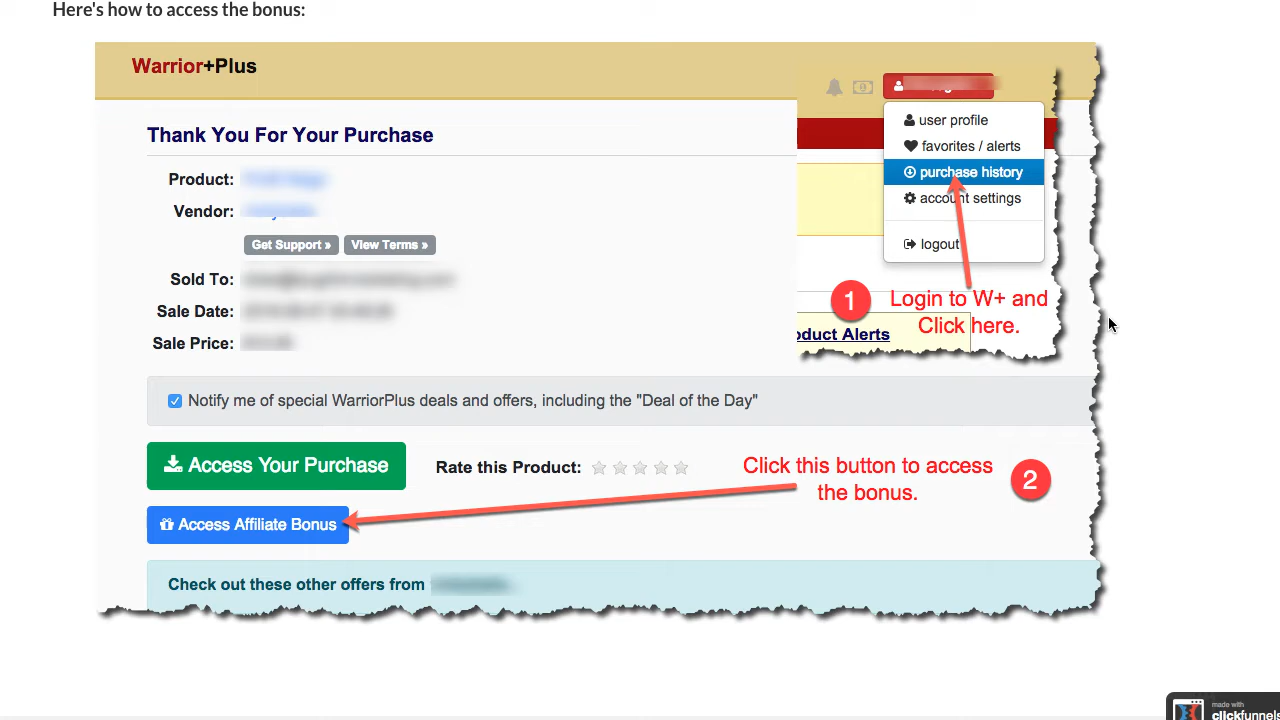 Here's how to access the bonus:
Warrior+Plus
Thank You For Your Purchase
Product:
Vendor:
Get Support » View Terms »
Sold To:
Sale Date:
Sale Price:
user profile
favorites / alerts
purchase history
account settings
logout
1 Login to W+ and
Click here.
oduct Alerts
Notify me of special WarriorPlus deals and offers, including the "Deal of the Day"
Access Your Purchase
Rate this Product:
Click this button to access
the bonus.
2
Access Affiliate Bonus
Check out these other offers from
made with
clickfunnels